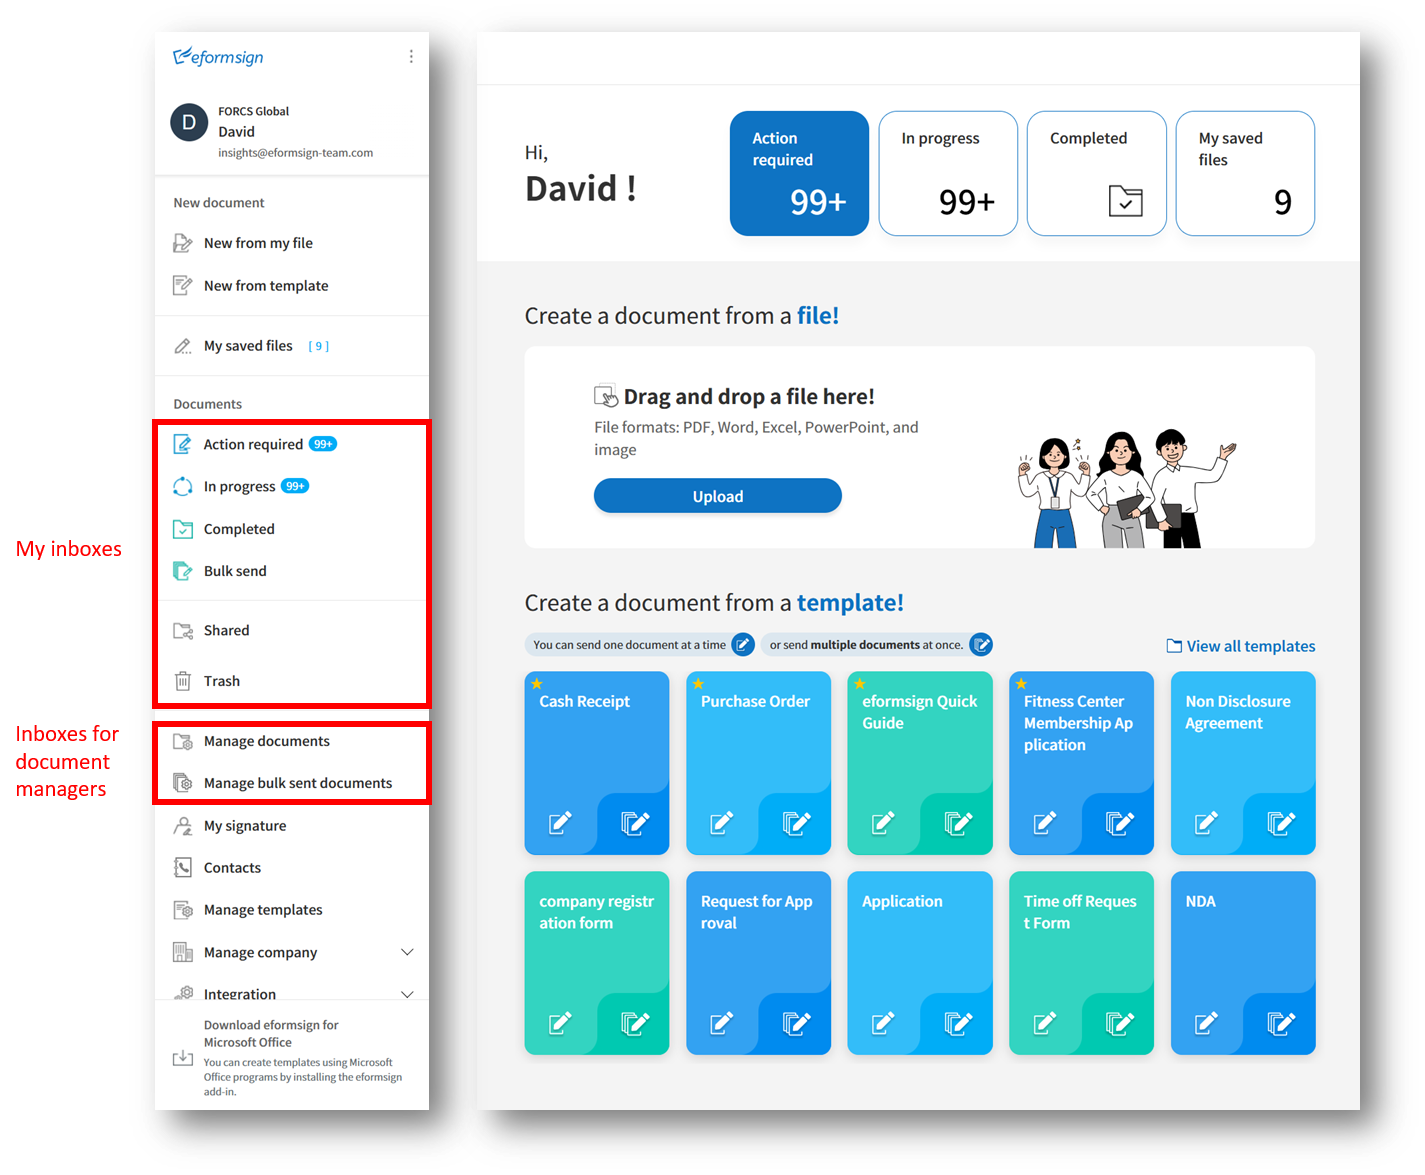 eformsign
D
FORCS Global
David
insights@eformsign-team.com
New document
New from my file
New from template
My saved files [ 9 ]
Documents
Action required 99+
In progress 99+
Completed
Bulk send
Shared
Trash
Manage documents
Manage bulk sent documents
My signature
Contacts
Manage templates
Manage company
Integration
Download eformsign for
Microsoft Office
You can create templates using Microsoft
Office programs by installing the eformsign
add-in.
My inboxes
Inboxes for
document
managers
Hi,
David !
Action
required
99+
In progress
99+
Completed
My saved
files
9
Create a document from a file!
Drag and drop a file here!
File formats: PDF, Word, Excel, PowerPoint, and
image
Upload
Create a document from a template!
You can send one document at a time
or send multiple documents at once.
View all templates
Cash Receipt
Purchase Order
eformsign Quick
Guide
Fitness Center
Membership Ap
plication
Non Disclosure
Agreement
company registr
ation form
Request for App
roval
Application
Time off Reques
t Form
NDA